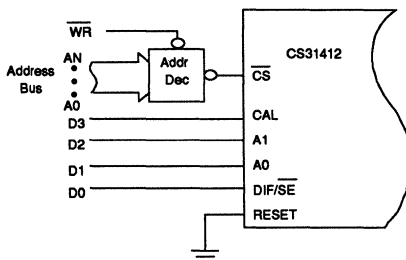 WR
AN
Address
Bus
A0
Addr
Dec
CS31412
CS
D3
CAL
D2
A1
D1
A0
D0
DIF/SE
RESET